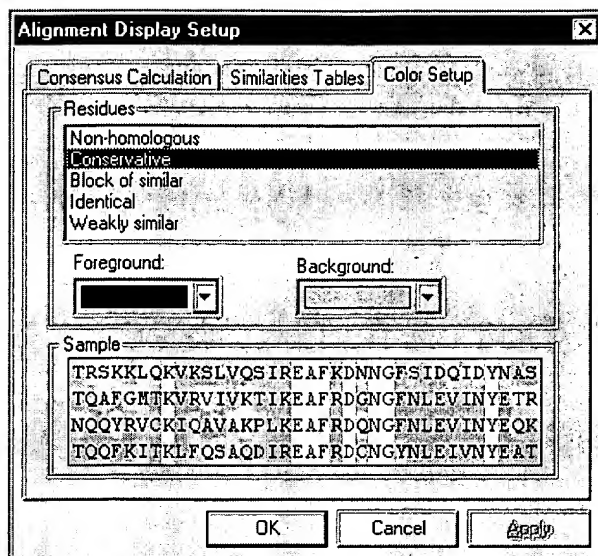 Alignment Display Setup
Consensus Calculation Similarities Tables Color Setup
Residues
Non-homologous
Conservative
Block of similar
Identical
Weakly similar
Foreground: Background:
Sample
TRSKKLQKVKSLVQSIREAFKDNNGFSIDQIDYNAS
TQAFGMTKVRVIVKTIKEAFRDGNGFNLEVINYETR
NQQYRVCKIQAVAKPLKEAFRDQNGFNLEVINYEQK
TQQFKITKLFQSAQDIREAFRDCNGYNLEIVNYEAT
OK Cancel Apply